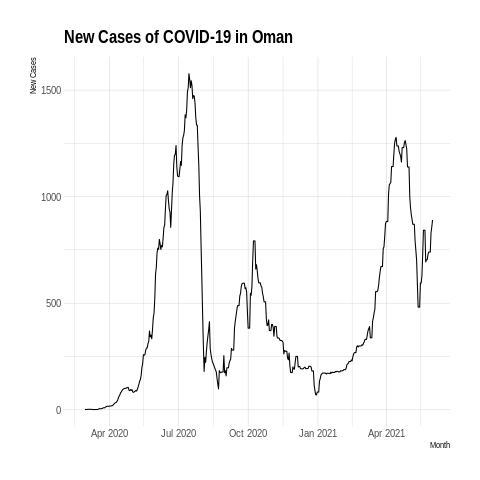 New Cases of COVID-19 in Oman
New Cases
1500
1000
500
0
Apr 2020 Jul 2020 Oct 2020 Jan 2021 Apr 2021
Month